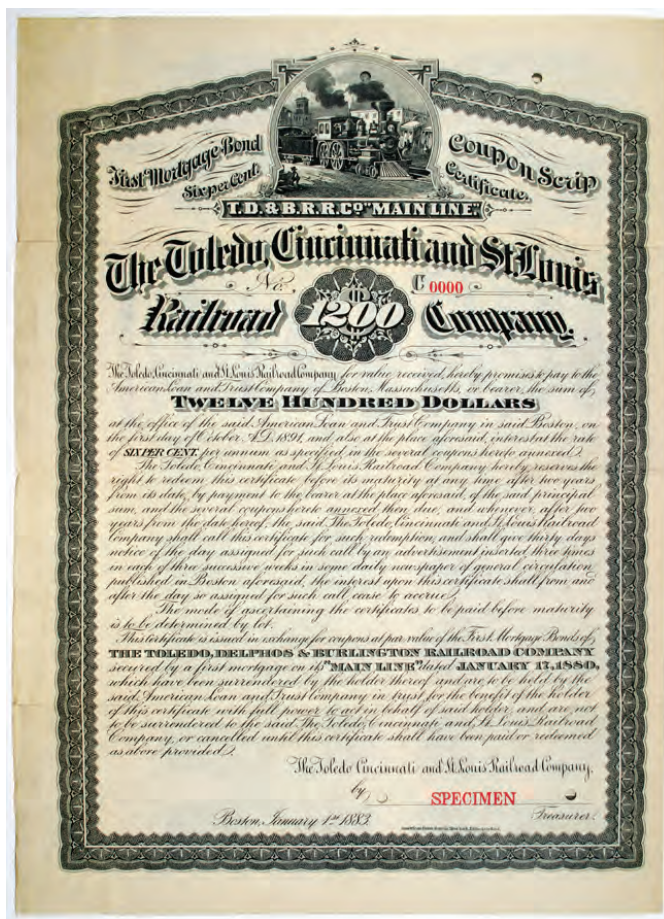 First Mortgage Bond
Six per Cent.
Coupon Scrip
Certificate.
T. D. & B. R. R. Co. "MAIN LINE"
The Toledo, Cincinnati and St. Louis
No. C 0000
Railroad $1200 Company.
The Toledo, Cincinnati and St. Louis Railroad Company, for value received, hereby promises to pay to the
American Loan and Trust Company of Boston, Massachusetts, or bearer, the sum of
TWELVE HUNDRED DOLLARS
at the office of the said American Loan and Trust Company in said Boston, on
the first day of October A.D. 1891, and also at the place aforesaid, interest at the rate
of SIX PER CENT. per annum as specified in the several coupons hereto annexed.
The Toledo, Cincinnati, and St. Louis Railroad Company hereby reserves the
right to redeem this certificate before its maturity at any time after two years
from its date, by payment to the bearer at the place aforesaid, of the said principal
sum, and the several coupons hereto annexed then due, and whenever, after two
years from the date hereof, the said The Toledo, Cincinnati and St. Louis Railroad
Company shall call this certificate for such redemption, and shall give thirty days
notice of the day assigned for such call by an advertisement inserted three times
in each of three successive weeks in some daily newspaper of general circulation
published in Boston aforesaid, the interest upon this certificate shall from and
after the day so assigned for such call cease to accrue.
The mode of ascertaining the certificates to be paid before maturity
is to be determined by lot.
This certificate is issued in exchange for coupons at par value of the First Mortgage Bonds of
THE TOLEDO, DELPHOS & BURLINGTON RAILROAD COMPANY
secured by a first mortgage on its "MAIN LINE" dated JANUARY 17, 1880,
which have been surrendered by the holder thereof and are to be held by the
said American Loan and Trust Company in trust for the benefit of the holder
of this certificate with full power to act in behalf of said holder, and are not
to be surrendered to the said The Toledo, Cincinnati, and St. Louis Railroad
Company, or cancelled until this certificate shall have been paid or redeemed
as above provided.
The Toledo Cincinnati and St. Louis Railroad Company.
by SPECIMEN
Treasurer.
Boston, January 1st 1883.